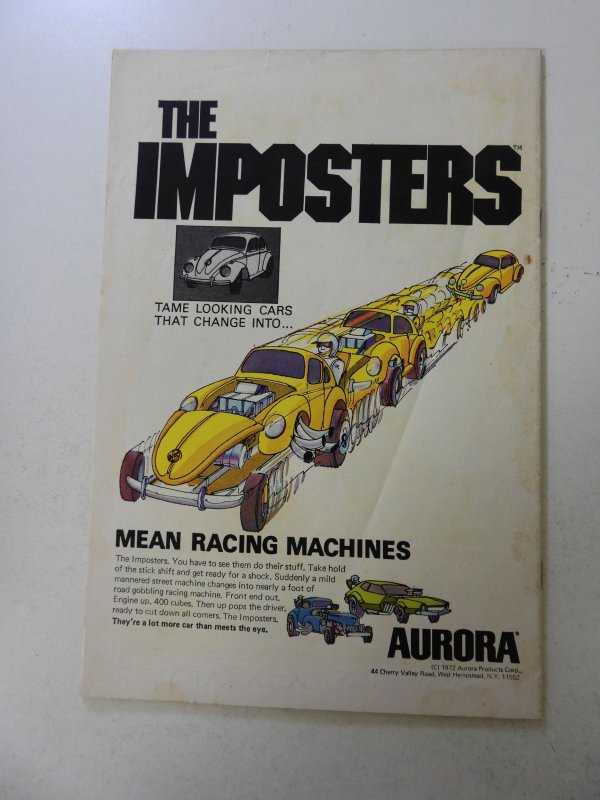 THE
IMPOSTERS™
TAME LOOKING CARS
THAT CHANGE INTO...
MEAN RACING MACHINES
The Imposters. You have to see them do their stuff. Take hold
of the stick shift and get ready for a shock. Suddenly a mild
mannered street machine changes into nearly a foot of
road gobbling racing machine. Front end out.
Engine up. 400 cubes. Then up pops the driver,
ready to cut down all corners. The Imposters.
They're a lot more car than meets the eye.
AURORA®
(C) 1972 Aurora Products Corp.,
44 Cherry Valley Road, West Hempstead, N.Y. 11552